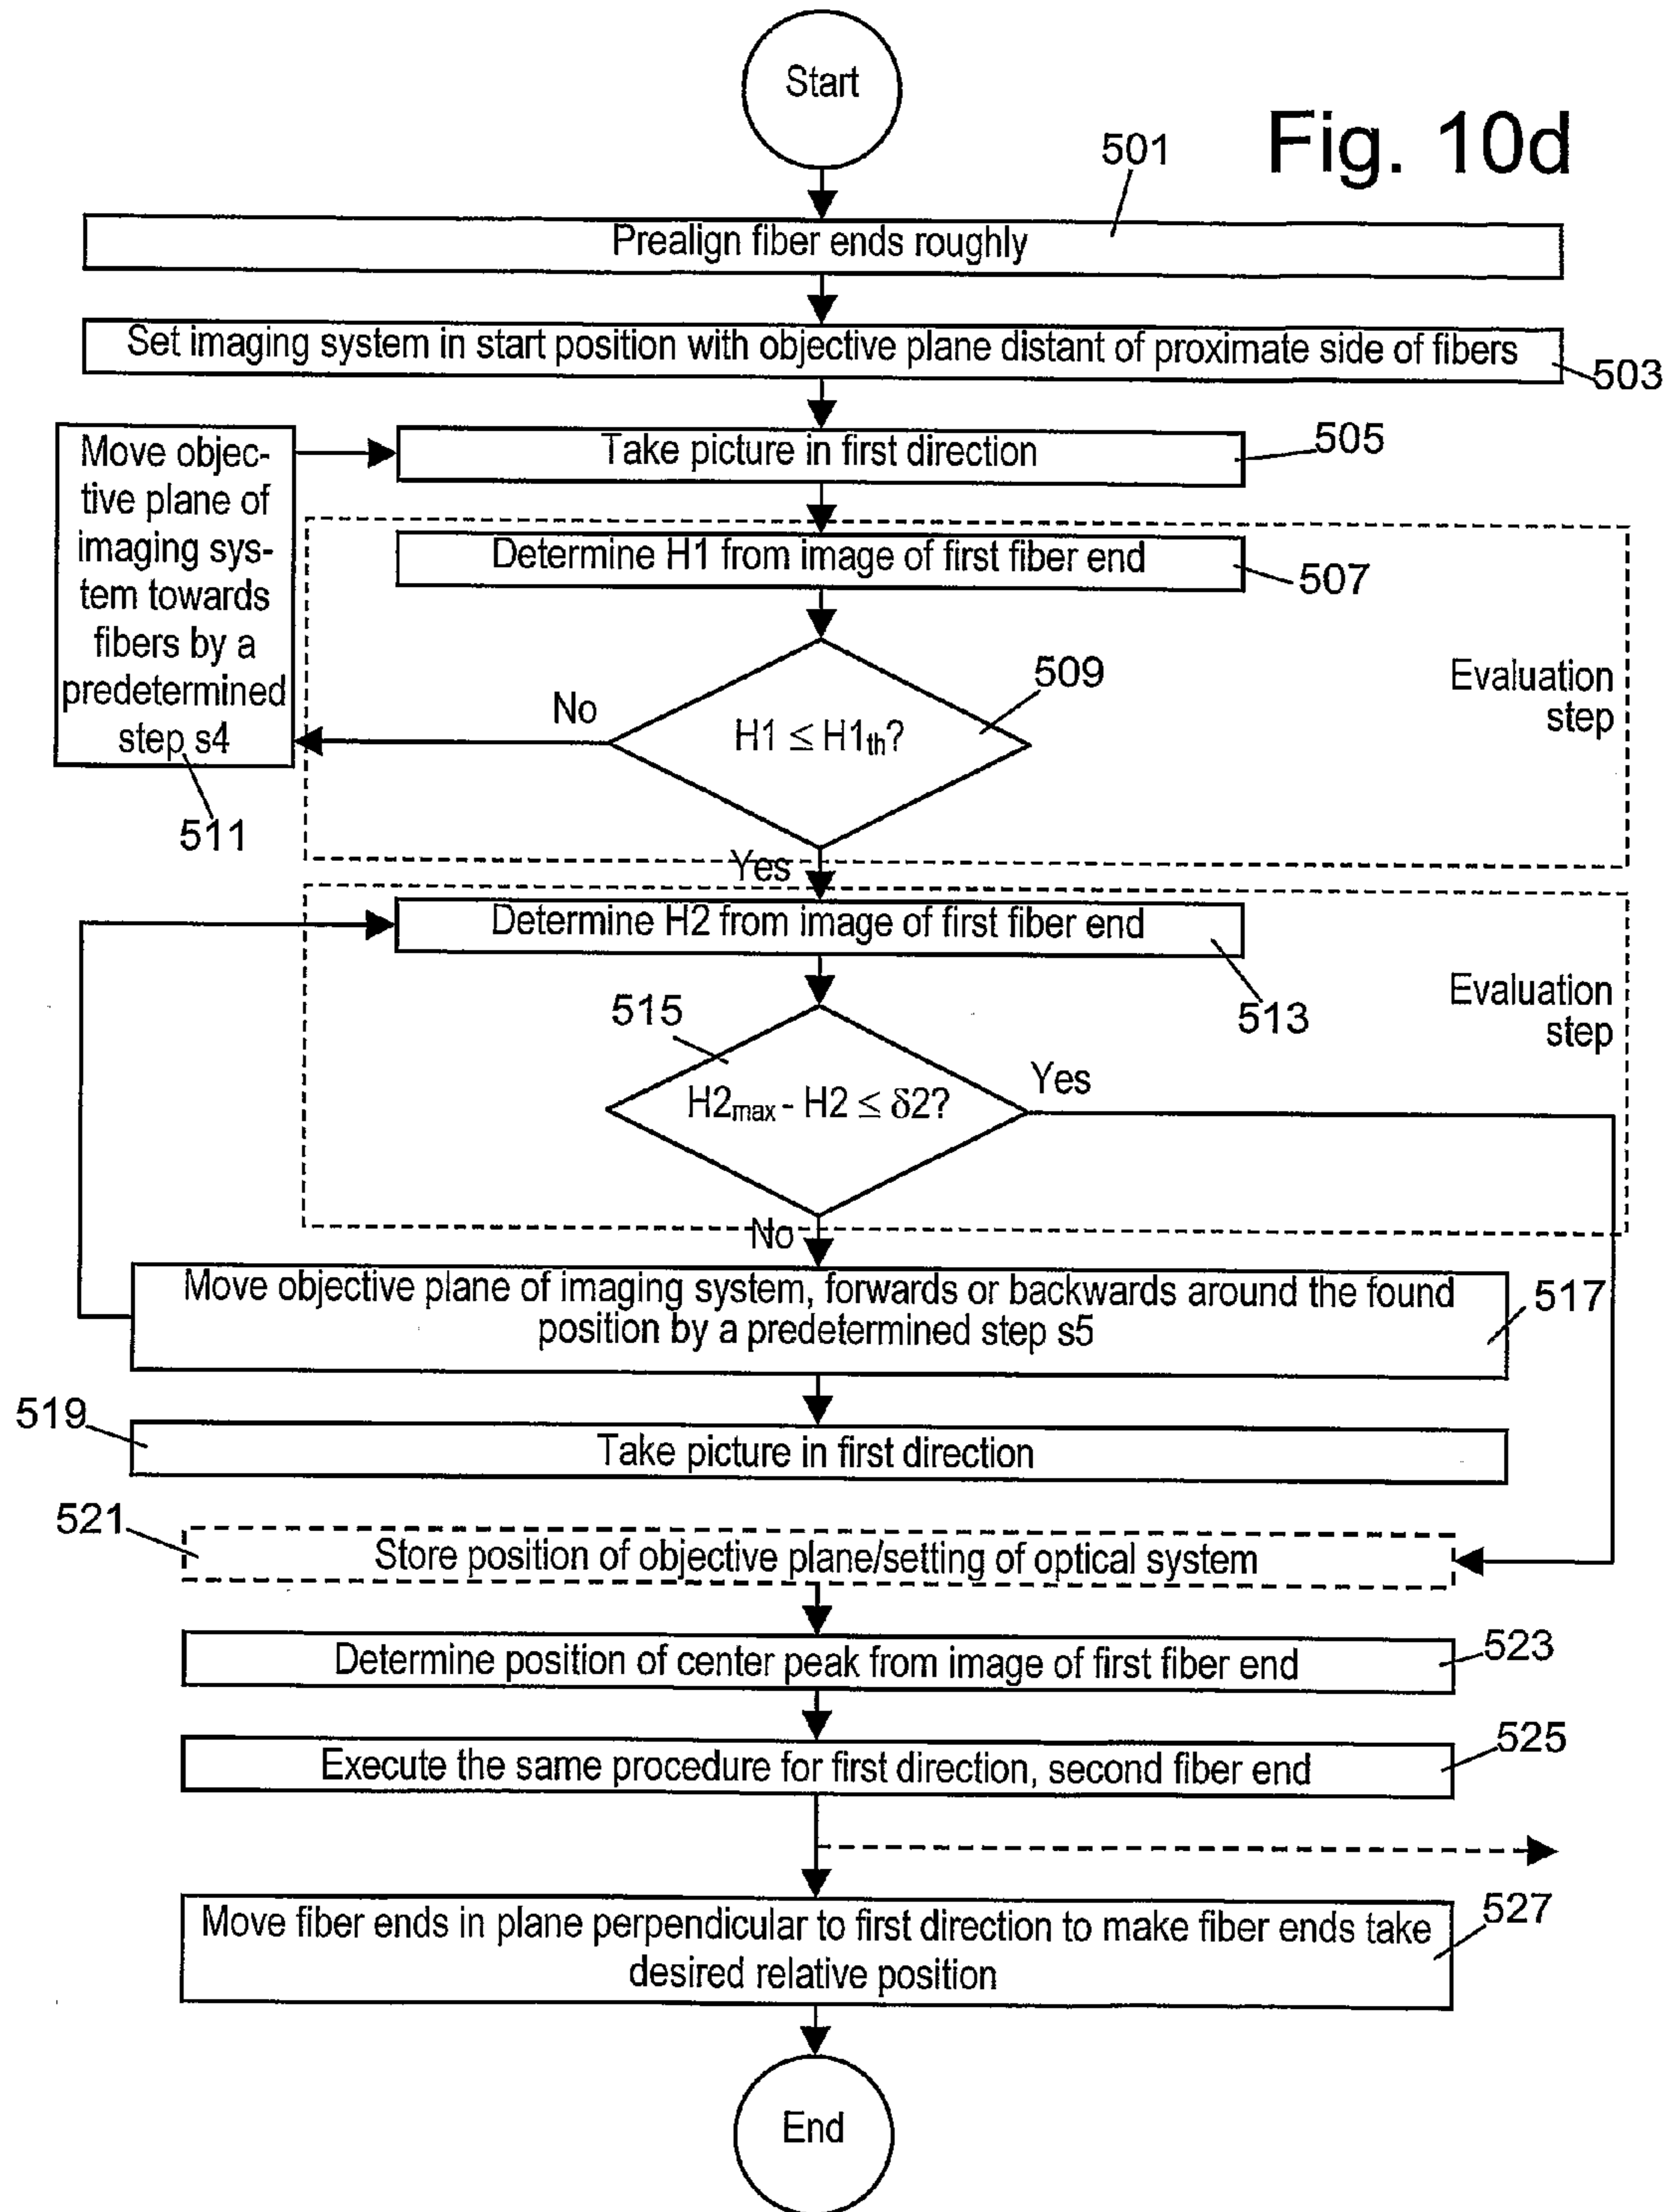 Start
Fig. 10d
501
Prealign fiber ends roughly
Set imaging system in start position with objective plane distant of proximate side of fibers
503
Move objec-
tive plane of
imaging sys-
tem towards
fibers by a
predetermined
step s4
511
Take picture in first direction
505
Determine H1 from image of first fiber end
507
Evaluation
step
509
H1 ≤ H1th?
No
Yes
Determine H2 from image of first fiber end
513
Evaluation
step
515
H2max - H2 ≤ δ2?
Yes
No
Move objective plane of imaging system, forwards or backwards around the found
position by a predetermined step s5
517
519
Take picture in first direction
521
Store position of objective plane/setting of optical system
Determine position of center peak from image of first fiber end
523
Execute the same procedure for first direction, second fiber end
525
Move fiber ends in plane perpendicular to first direction to make fiber ends take
desired relative position
527
End